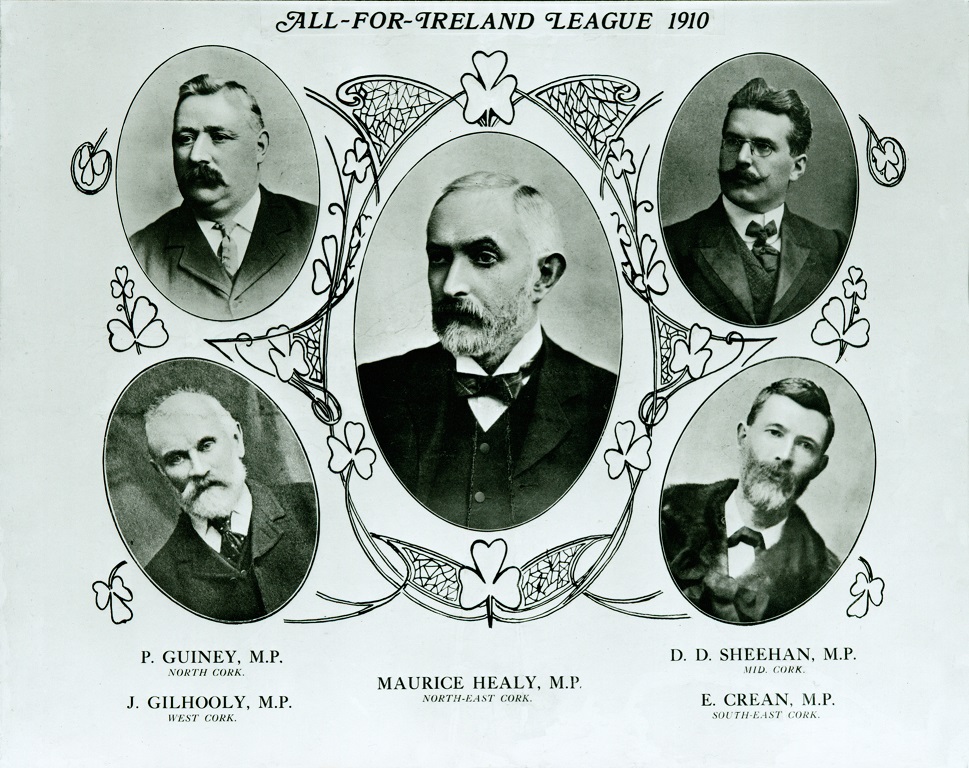 ALL-FOR-IRELAND LEAGUE 1910
P. GUINEY, M.P.
NORTH CORK.
J. GILHOOLY, M.P.
WEST CORK.
MAURICE HEALY, M.P.
NORTH-EAST CORK.
D. D. SHEEHAN, M.P.
MID. CORK.
E. CREAN, M.P.
SOUTH-EAST CORK.